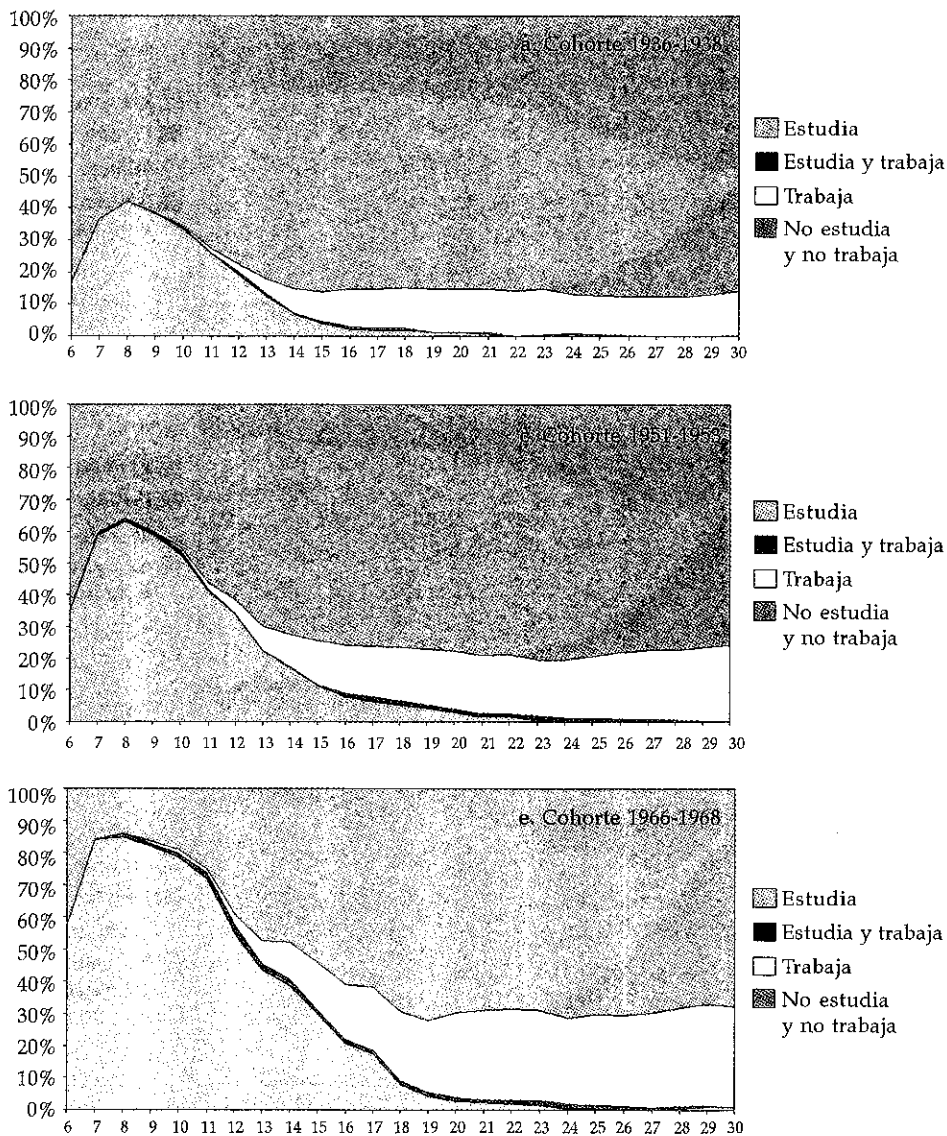 100%
90%
80%
70%
60%
50%
40%
30%
20%
10%
0%
6 7 8 9 10 11 12 13 14 15 16 17 18 19 20 21 22 23 24 25 26 27 28 29 30
a. Cohorte 1936-1938
Estudia
Estudia y trabaja
Trabaja
No estudia
y no trabaja
100%
90%
80%
70%
60%
50%
40%
30%
20%
10%
0%
6 7 8 9 10 11 12 13 14 15 16 17 18 19 20 21 22 23 24 25 26 27 28 29 30
Cohorte 1951-1953
Estudia
Estudia y trabaja
Trabaja
No estudia
y no trabaja
100%
90%
80%
70%
60%
50%
40%
30%
20%
10%
0%
6 7 8 9 10 11 12 13 14 15 16 17 18 19 20 21 22 23 24 25 26 27 28 29 30
e. Cohorte 1966-1968
Estudia
Estudia y trabaja
Trabaja
No estudia
y no trabaja